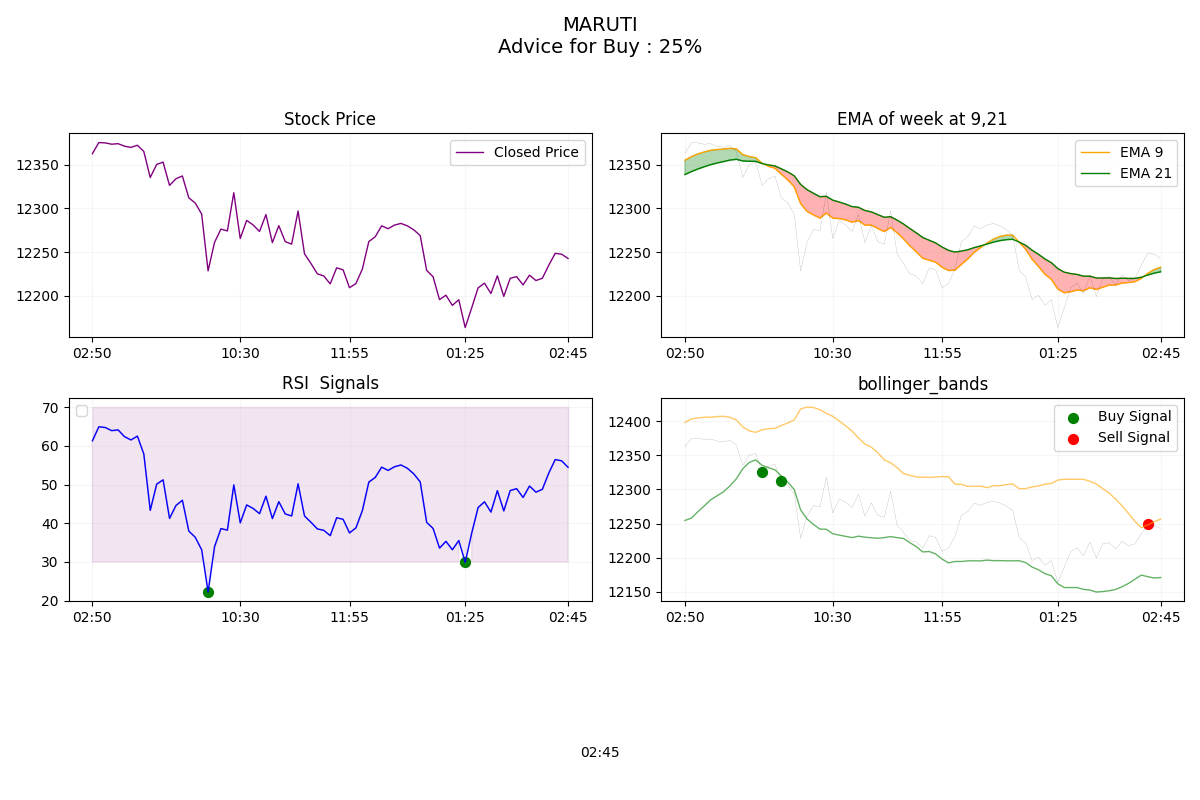 MARUTI
Advice for Buy : 25%
Stock Price
Closed Price
12350
12300
12250
12200
02:50 10:30 11:55 01:25 02:45
EMA of week at 9,21
EMA 9
EMA 21
12350
12300
12250
12200
02:50 10:30 11:55 01:25 02:45
RSI  Signals
70
60
50
40
30
20
02:50 10:30 11:55 01:25 02:45
bollinger_bands
Buy Signal
Sell Signal
12400
12350
12300
12250
12200
12150
02:50 10:30 11:55 01:25 02:45
02:45